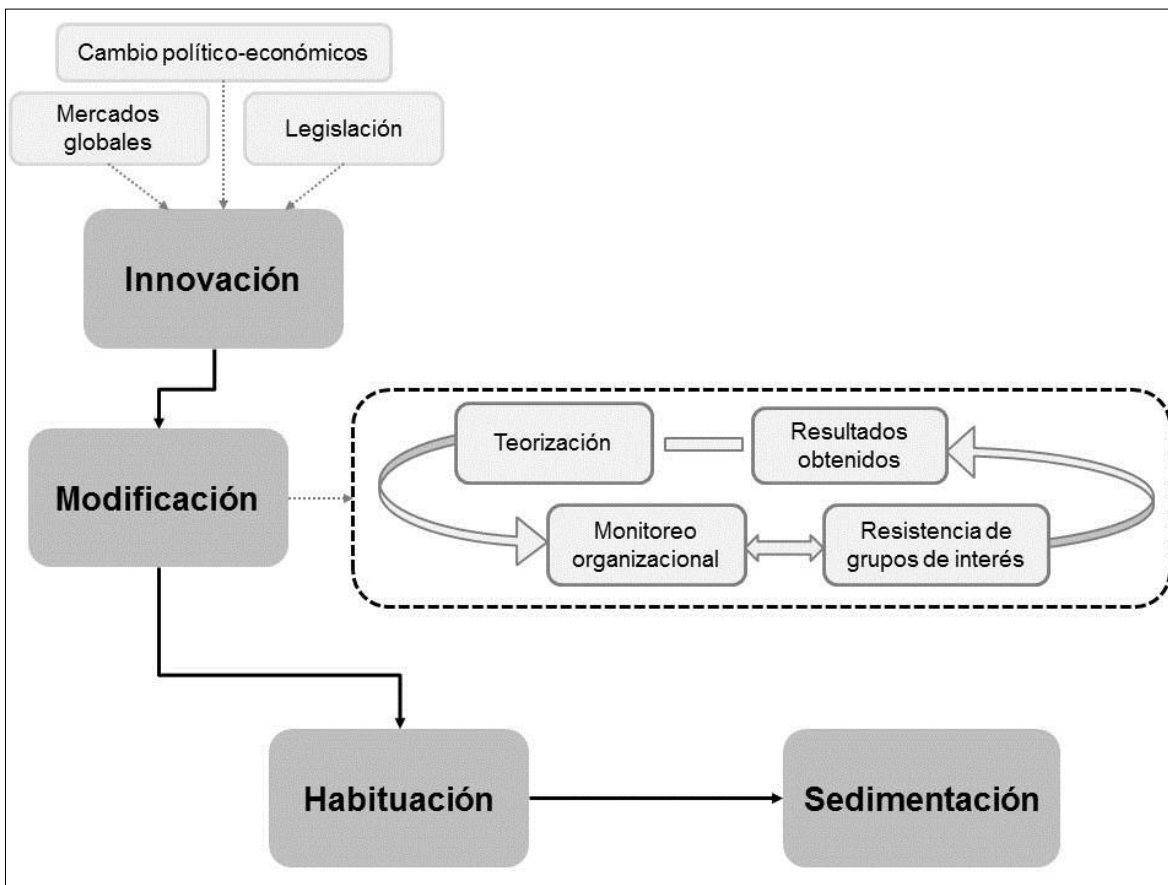 Cambio político-económicos
Mercados
globales
Legislación
Innovación
Modificación
Teorización
Resultados
obtenidos
Monitoreo
organizacional
Resistencia de
grupos de interés
Habituación
Sedimentación